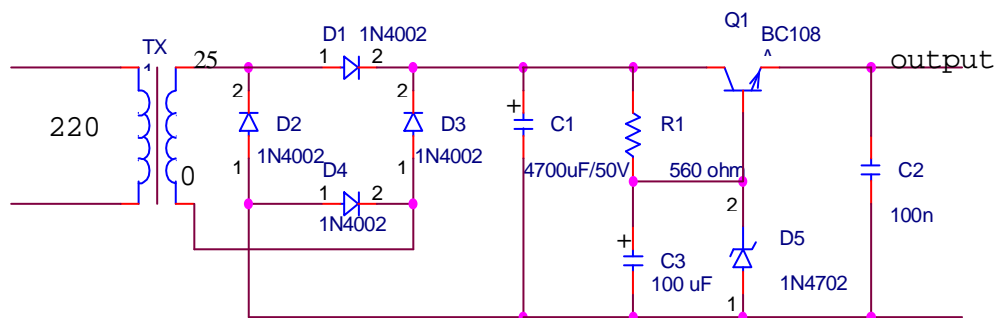 TX
220
25
0
D1
1N4002
1
2
2
D2
1N4002
1
2
D3
1N4002
1
D4
1
2
1N4002
+
C1
4700uF/50V
R1
560 ohm
+
C3
100 uF
Q1
BC108
2
D5
1N4702
1
C2
100n
output